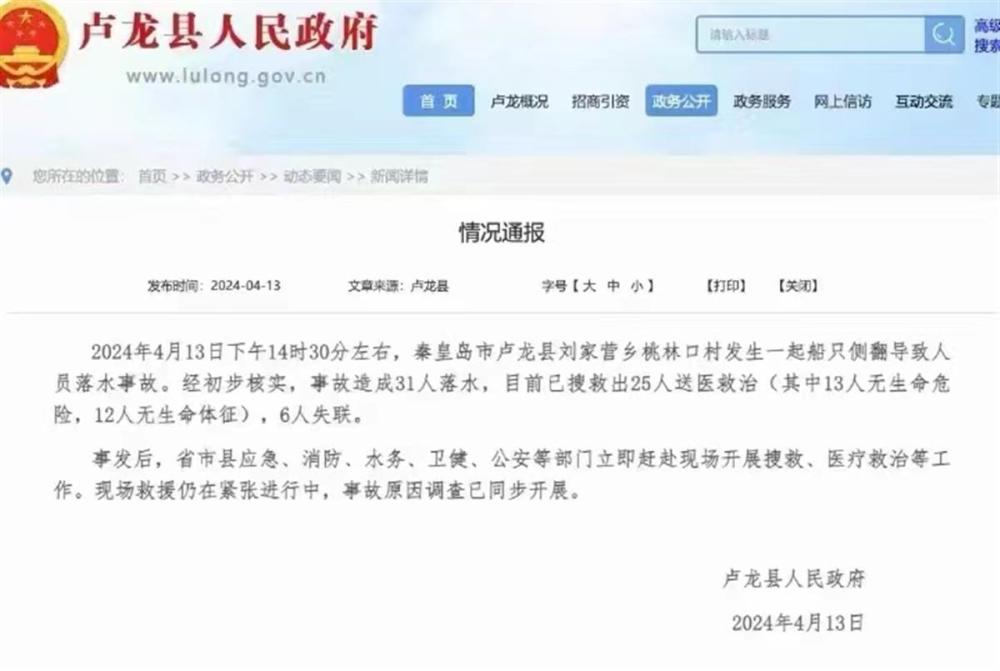 卢龙县人民政府
www.lulong.gov.cn
请输入标题
高级
搜索
首 页 卢龙概况 招商引资 政务公开 政务服务 网上信访 互动交流 专题
您所在的位置： 首页 >> 政务公开 >> 动态要闻 >> 新闻详情
情况通报
发布时间：2024-04-13 文章来源：卢龙县 字号【 大 中 小 】 【打印】 【关闭】
2024年4月13日下午14时30分左右，秦皇岛市卢龙县刘家营乡桃林口村发生一起船只侧翻导致人
员落水事故。经初步核实，事故造成31人落水，目前已搜救出25人送医救治（其中13人无生命危
险，12人无生命体征），6人失联。
事发后，省市县应急、消防、水务、卫健、公安等部门立即赶赴现场开展搜救、医疗救治等工
作。现场救援仍在紧张进行中，事故原因调查已同步开展。
卢龙县人民政府
2024年4月13日